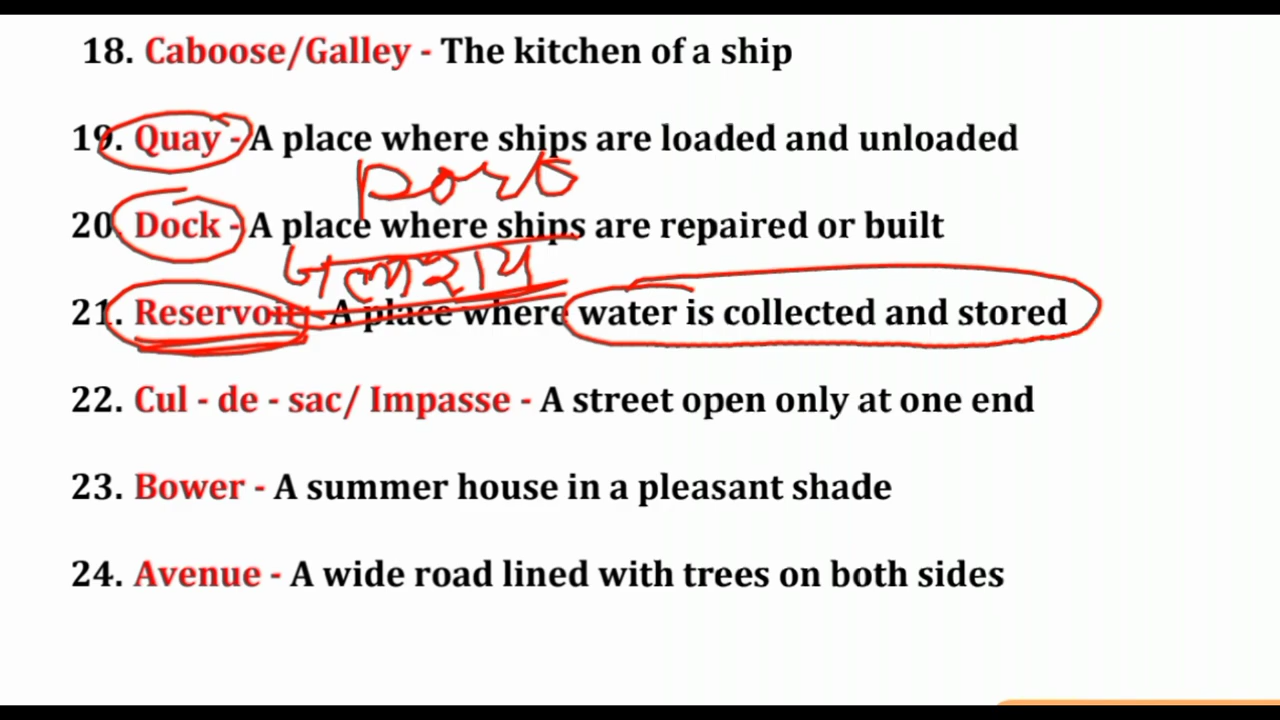 18. Caboose/Galley - The kitchen of a ship
19. Quay - A place where ships are loaded and unloaded
port
20. Dock - A place where ships are repaired or built
जलाशय
21. Reservoir - A place where water is collected and stored
22. Cul - de - sac/ Impasse - A street open only at one end
23. Bower - A summer house in a pleasant shade
24. Avenue - A wide road lined with trees on both sides